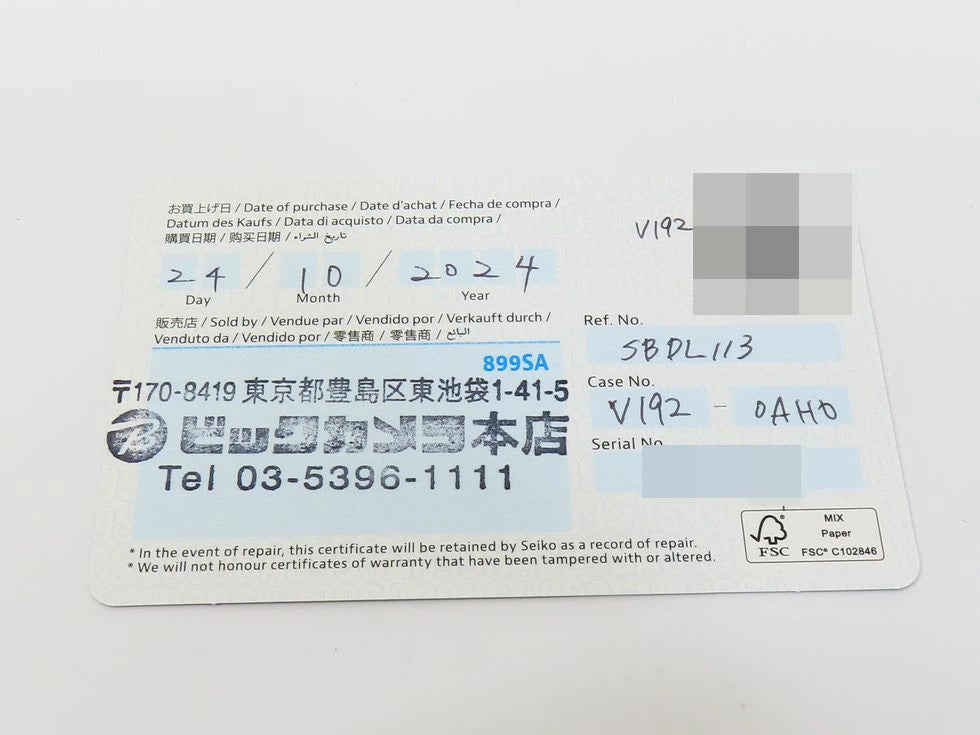 お買上げ日 / Date of purchase / Date d'achat / Fecha de compra /
Datum des Kaufs / Data di acquisto / Data da compra /
購買日期 / 购买日期 / تاريخ الشراء
24 / 10 / 2024
Day Month Year
販売店 / Sold by / Vendue par / Vendido por / Verkauft durch /
Venduto da / Vendido por / 零售商 / 零售商 / البائع
899SA
〒170-8419 東京都豊島区東池袋1-41-5
ビックカメラ本店
Tel 03-5396-1111
V192
Ref. No.
SBDL113
Case No.
V192 - 0AH0
Serial No.
* In the event of repair, this certificate will be retained by Seiko as a record of repair.
* We will not honour certificates of warranty that have been tampered with or altered.
FSC
MIX
Paper
FSC® C102846